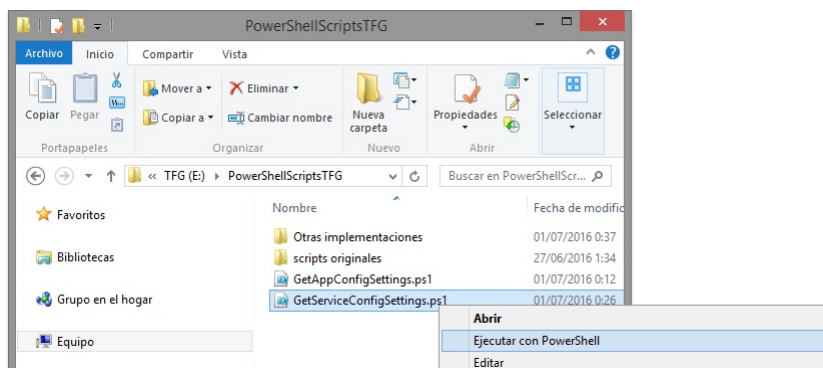 PowerShellScriptsTFG
Archivo Inicio Compartir Vista
Copiar Pegar Mover a Copiar a Eliminar Cambiar nombre Nueva carpeta Propiedades Seleccionar
Portapapeles Organizar Nuevo Abrir
« TFG (E:) PowerShellScriptsTFG Buscar en PowerShellScr...
Favoritos
Bibliotecas
Grupo en el hogar
Equipo
Nombre Fecha de modific
Otras implementaciones 01/07/2016 0:37
scripts originales 27/06/2016 1:34
GetAppConfigSettings.ps1 01/07/2016 0:12
GetServiceConfigSettings.ps1 01/07/2016 0:26
Abrir
Ejecutar con PowerShell
Editar